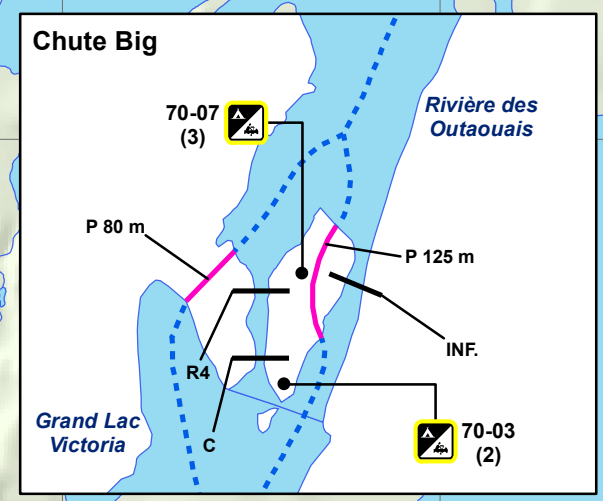 Chute Big
70-07
(3)
Rivière des
Outaouais
P 80 m
P 125 m
INF.
R4
Grand Lac
Victoria
C
70-03
(2)